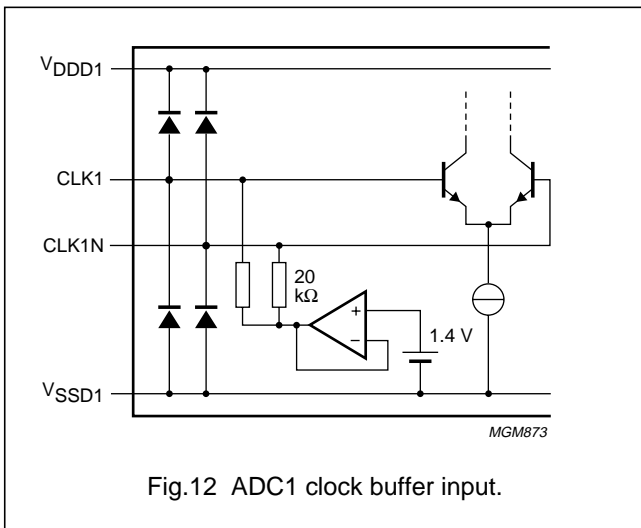 VDDD1
CLK1
CLK1N
20
kΩ
+
−
1.4 V
VSSD1
MGM873
Fig.12 ADC1 clock buffer input.